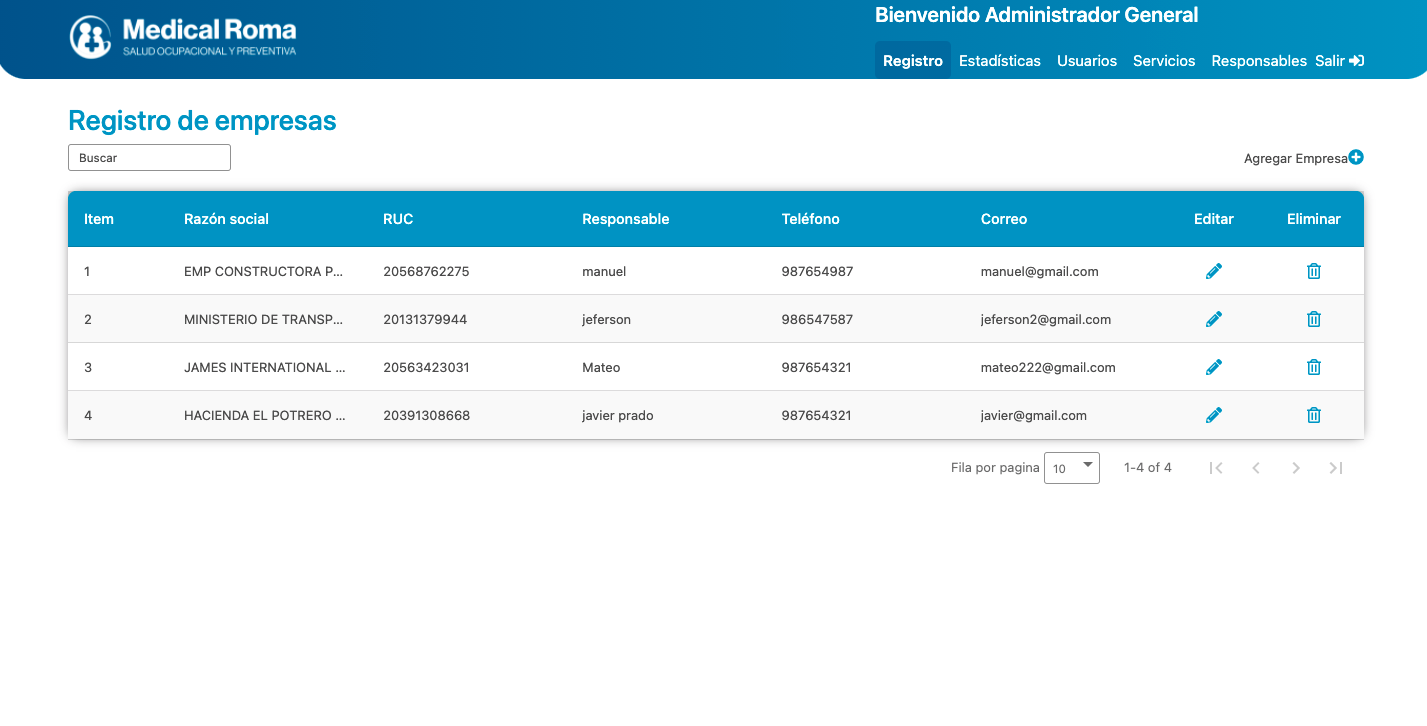 Medical Roma
SALUD OCUPACIONAL Y PREVENTIVA
Bienvenido Administrador General
Registro Estadísticas Usuarios Servicios Responsables Salir
Registro de empresas
Buscar
Agregar Empresa
Item Razón social RUC Responsable Teléfono Correo Editar Eliminar
1 EMP CONSTRUCTORA P... 20568762275 manuel 987654987 manuel@gmail.com
2 MINISTERIO DE TRANSP... 20131379944 jeferson 986547587 jeferson2@gmail.com
3 JAMES INTERNATIONAL ... 20563423031 Mateo 987654321 mateo222@gmail.com
4 HACIENDA EL POTRERO ... 20391308668 javier prado 987654321 javier@gmail.com
Fila por pagina 10 1-4 of 4